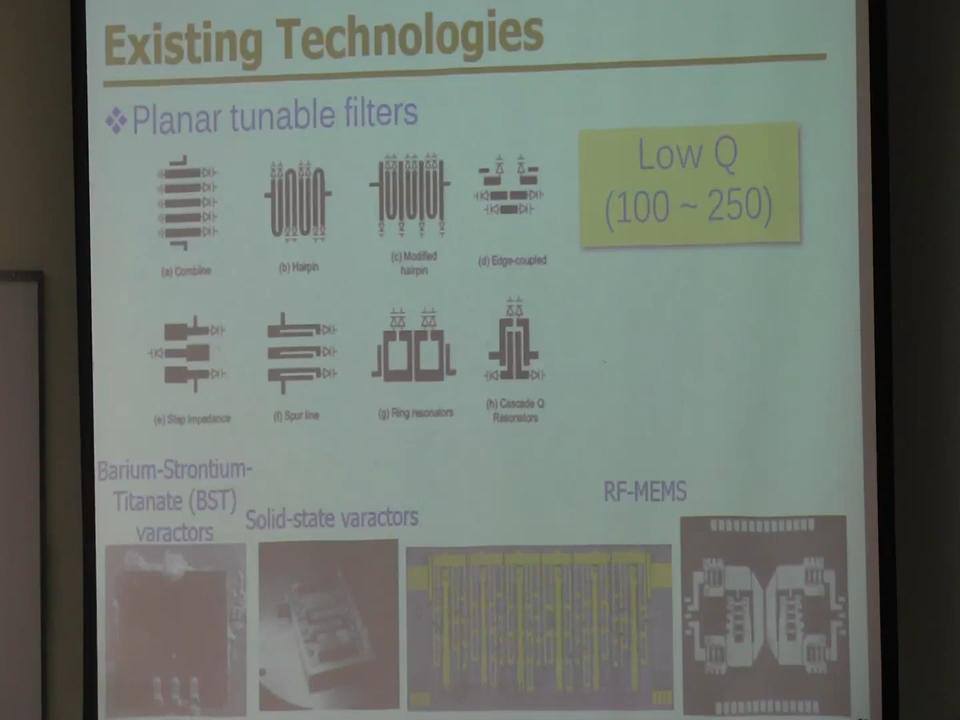 Existing Technologies
❖Planar tunable filters
Low Q
(100 ~ 250)
(a) Combline
(b) Hairpin
(c) Modified
hairpin
(d) Edge-coupled
(e) Step impedance
(f) Spur line
(g) Ring resonators
(h) Cascade Q
Resonators
Barium-Strontium-
Titanate (BST)
varactors
Solid-state varactors
RF-MEMS